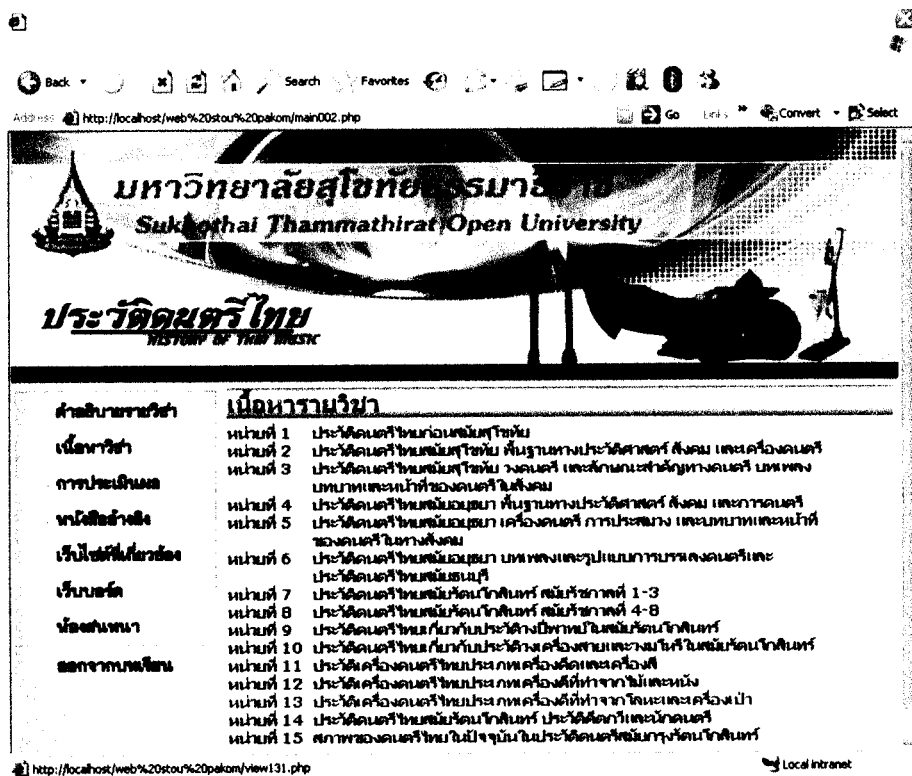 Back
Search
Favorites
Address http://localhost/web%20stou%20pakom/main002.php
Go Links » Convert Select
มหาวิทยาลัยสุโขทัยธรรมาธิราช
Sukhothai Thammathirat Open University
ประวัติดนตรีไทย
HISTORY OF THAI MUSIC
คำอธิบายรายวิชา
เนื้อหาวิชา
การประเมินผล
หนังสืออ้างอิง
เว็บไซต์ที่เกี่ยวข้อง
เว็บบอร์ด
ห้องสนทนา
ออกจากบทเรียน
เนื้อหารายวิชา
หน่วยที่ 1 ประวัติดนตรีไทยก่อนสมัยสุโขทัย
หน่วยที่ 2 ประวัติดนตรีไทยสมัยสุโขทัย พื้นฐานทางประวัติศาสตร์ สังคม และเครื่องดนตรี
หน่วยที่ 3 ประวัติดนตรีไทยสมัยสุโขทัย วงดนตรี และลักษณะสำคัญทางดนตรี บทเพลง
บทบาทและหน้าที่ของดนตรีในสังคม
หน่วยที่ 4 ประวัติดนตรีไทยสมัยอยุธยา พื้นฐานทางประวัติศาสตร์ สังคม และการดนตรี
หน่วยที่ 5 ประวัติดนตรีไทยสมัยอยุธยา เครื่องดนตรี การประสมวง และบทบาทและหน้าที่
ของดนตรีในทางสังคม
หน่วยที่ 6 ประวัติดนตรีไทยสมัยอยุธยา บทเพลงและรูปแบบการบรรเลงดนตรีและ
ประวัติดนตรีไทยสมัยธนบุรี
หน่วยที่ 7 ประวัติดนตรีไทยสมัยรัตนโกสินทร์ สมัยรัชกาลที่ 1-3
หน่วยที่ 8 ประวัติดนตรีไทยสมัยรัตนโกสินทร์ สมัยรัชกาลที่ 4-8
หน่วยที่ 9 ประวัติดนตรีไทยเกี่ยวกับประวัติวงปี่พาทย์ในสมัยรัตนโกสินทร์
หน่วยที่ 10 ประวัติดนตรีไทยเกี่ยวกับประวัติวงเครื่องสายและวงมโหรีในสมัยรัตนโกสินทร์
หน่วยที่ 11 ประวัติเครื่องดนตรีไทยประเภทเครื่องดีดและเครื่องสี
หน่วยที่ 12 ประวัติเครื่องดนตรีไทยประเภทเครื่องตีที่ทำจากไม้และหนัง
หน่วยที่ 13 ประวัติเครื่องดนตรีไทยประเภทเครื่องตีที่ทำจากโลหะและเครื่องเป่า
หน่วยที่ 14 ประวัติดนตรีไทยสมัยรัตนโกสินทร์ ประวัติคีตกวีและนักดนตรี
หน่วยที่ 15 สภาพของดนตรีไทยในปัจจุบันในประวัติดนตรีสมัยกรุงรัตนโกสินทร์
http://localhost/web%20stou%20pakom/view131.php
Local intranet